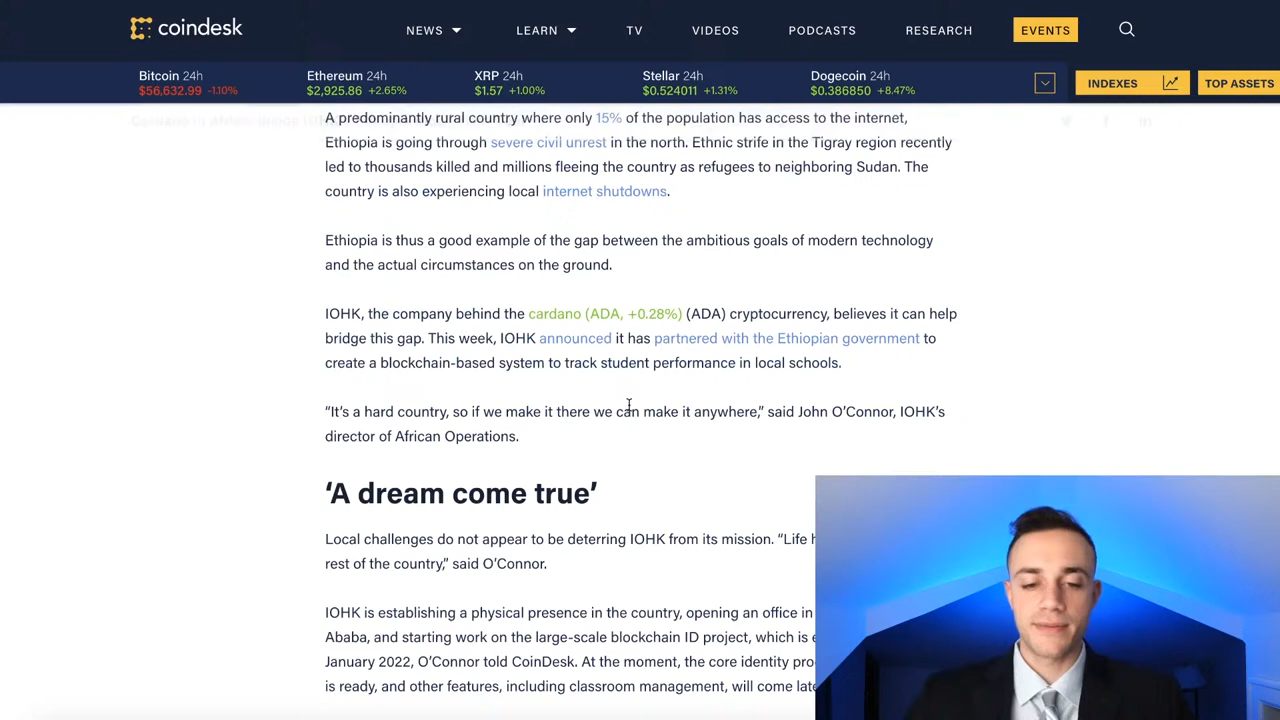 coindesk
NEWS LEARN TV VIDEOS PODCASTS RESEARCH EVENTS
Bitcoin 24h Ethereum 24h XRP 24h Stellar 24h Dogecoin 24h
$56,632.99 -1.10% $2,925.86 +2.65% $1.57 +1.00% $0.524011 +1.31% $0.386850 +8.47%
INDEXES TOP ASSETS
A predominantly rural country where only 15% of the population has access to the internet,
Ethiopia is going through severe civil unrest in the north. Ethnic strife in the Tigray region recently
led to thousands killed and millions fleeing the country as refugees to neighboring Sudan. The
country is also experiencing local internet shutdowns.
Ethiopia is thus a good example of the gap between the ambitious goals of modern technology
and the actual circumstances on the ground.
IOHK, the company behind the cardano (ADA, +0.28%) (ADA) cryptocurrency, believes it can help
bridge this gap. This week, IOHK announced it has partnered with the Ethiopian government to
create a blockchain-based system to track student performance in local schools.
“It’s a hard country, so if we make it there we can make it anywhere,” said John O’Connor, IOHK’s
director of African Operations.
‘A dream come true’
Local challenges do not appear to be deterring IOHK from its mission. “Life
rest of the country,” said O’Connor.
IOHK is establishing a physical presence in the country, opening an office in
Ababa, and starting work on the large-scale blockchain ID project, which is
January 2022, O’Connor told CoinDesk. At the moment, the core identity
is ready, and other features, including classroom management, will come